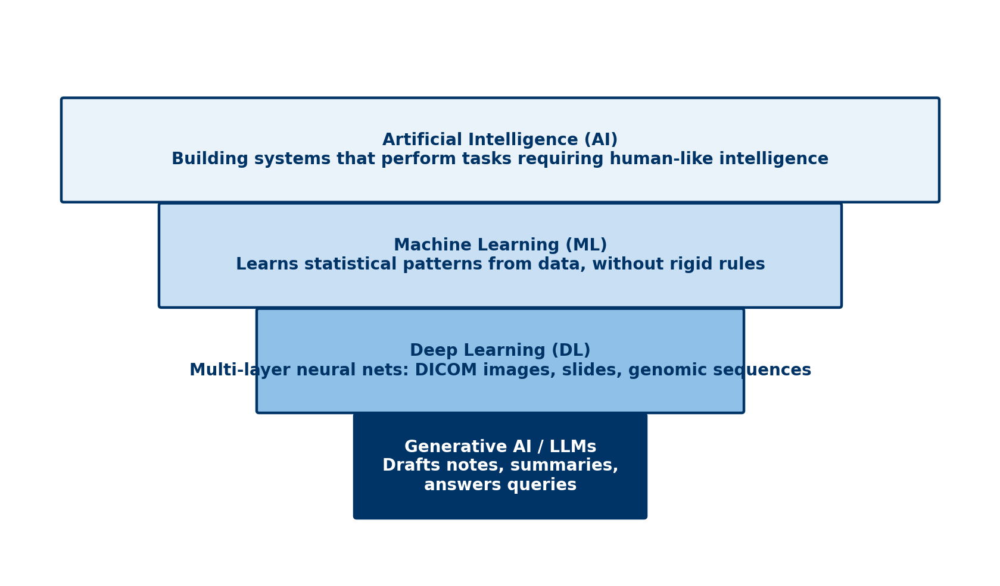 Artificial Intelligence (AI)
Building systems that perform tasks requiring human-like intelligence
Machine Learning (ML)
Learns statistical patterns from data, without rigid rules
Deep Learning (DL)
Multi-layer neural nets: DICOM images, slides, genomic sequences
Generative AI / LLMs
Drafts notes, summaries,
answers queries